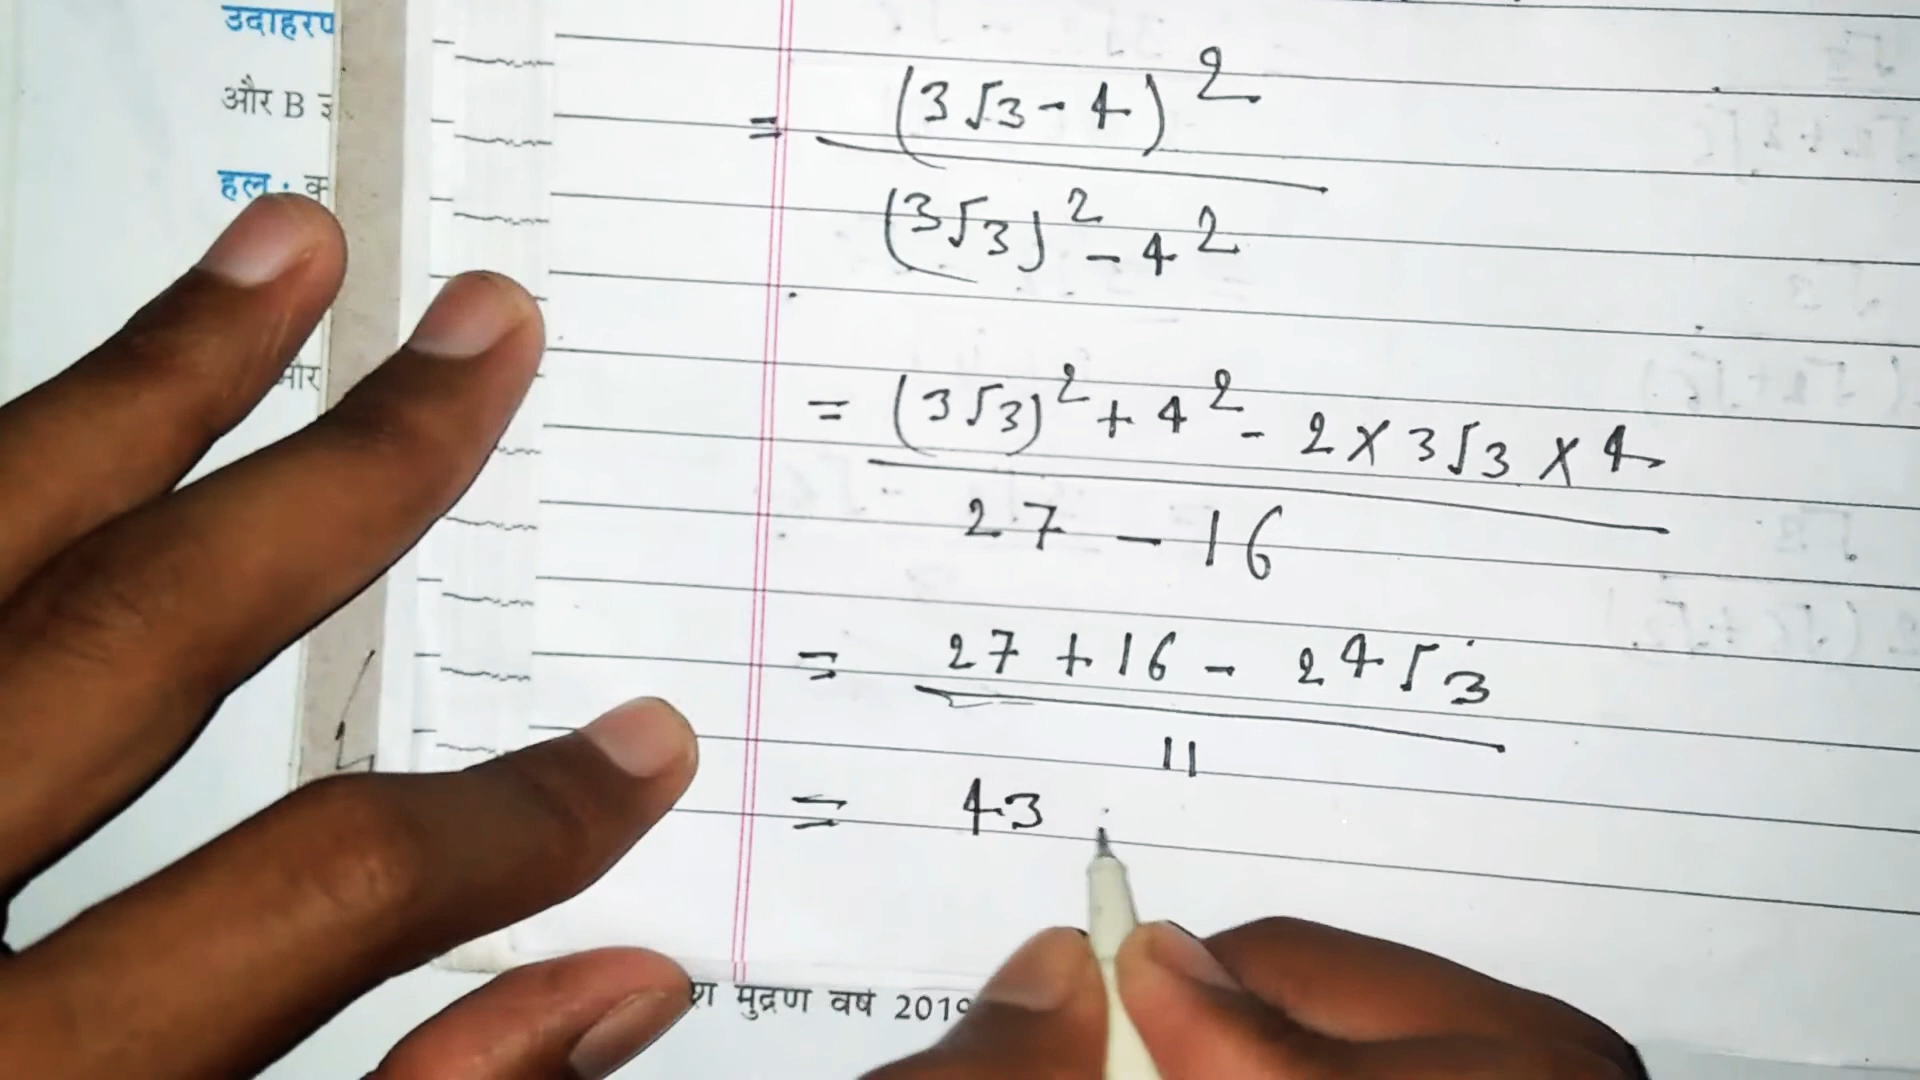 उदाहरण
और B
हल : क
और
= (3√3-4)²
(3√3)² - 4²
= (3√3)² + 4² - 2 × 3√3 × 4
27 - 16
= 27 + 16 - 24√3
11
= 43
मुद्रण वर्ष 2019